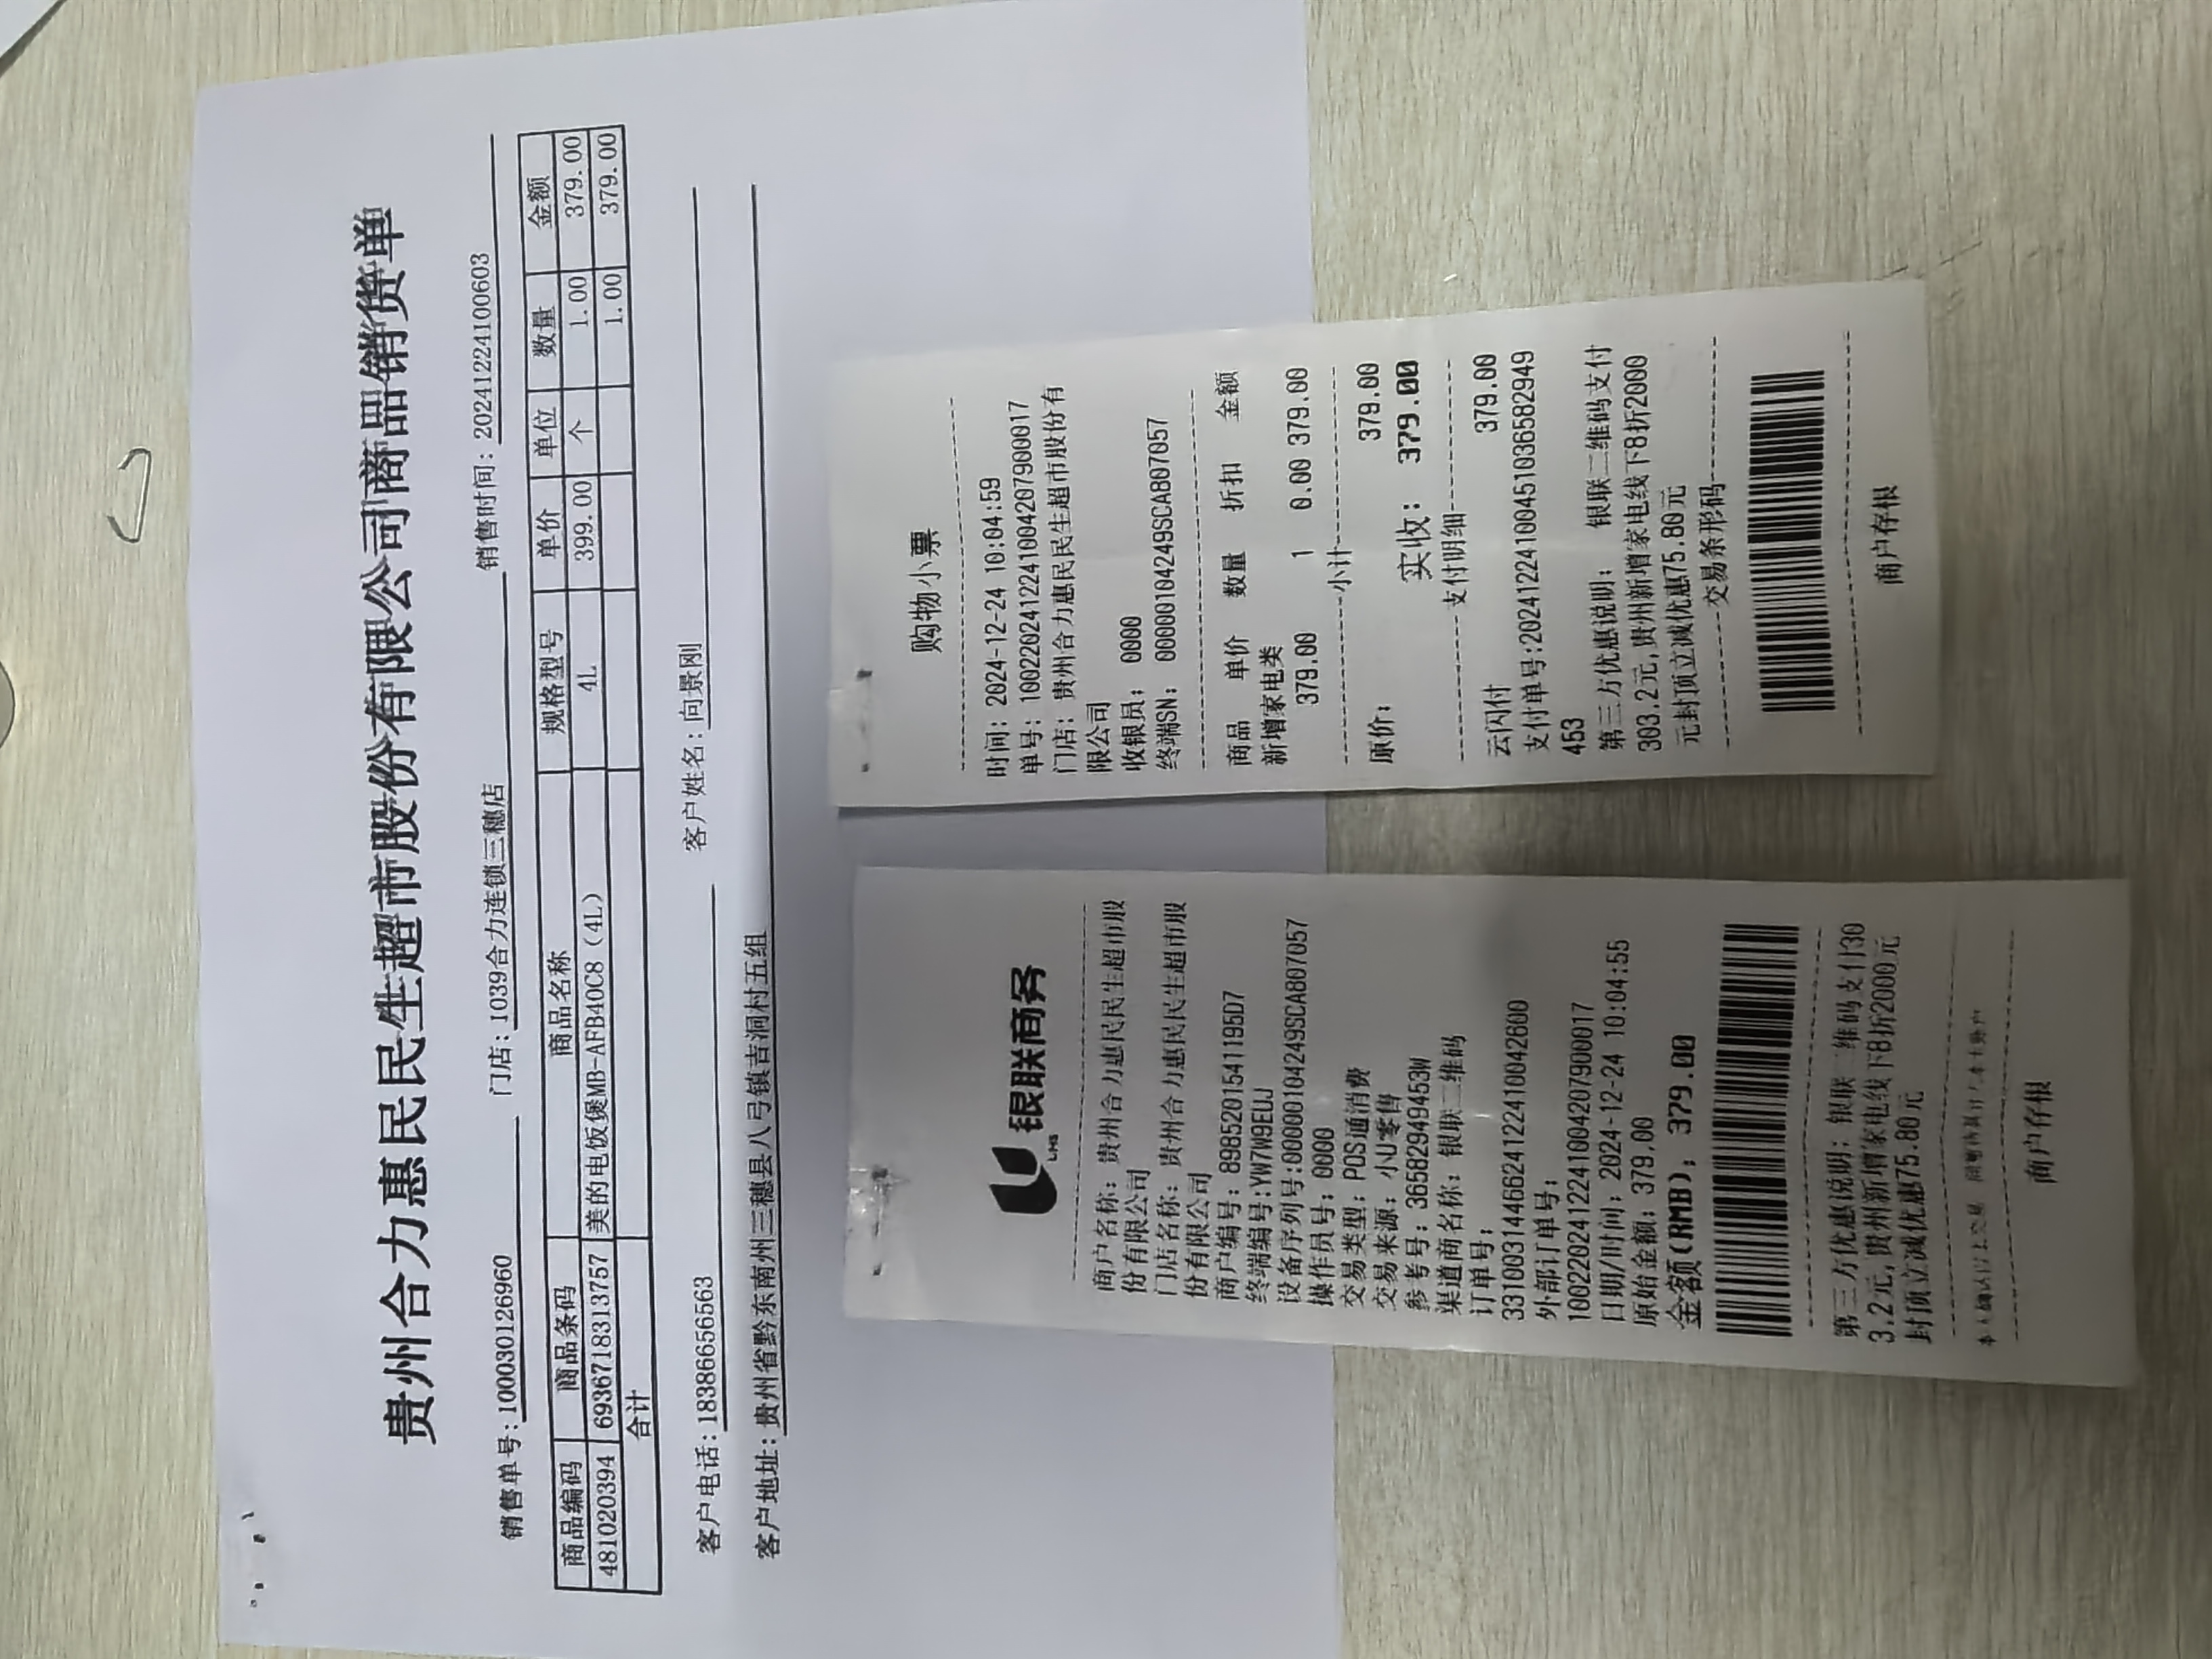 贵州合力惠民民生超市股份有限公司商品销货单
销售单号:100030126960 门店:1039合力连锁三穗店 销售时间:20241224100603
商品编码 商品条码 商品名称 规格型号 单价 单位 数量 金额
481020394 6936718313757 美的电饭煲MB-AFB40C8（4L） 4L 399.00 个 1.00 379.00
合计 1.00 379.00
客户电话:18386656563 客户姓名:向景刚
客户地址:贵州省黔东南州三穗县八弓镇吉洞村五组
银联商务
UMS
商户名称: 贵州合力惠民民生超市股
份有限公司
门店名称: 贵州合力惠民民生超市股
份有限公司
商户编号: 8985201541195D7
终端编号:YW7W9EUJ
设备序列号:00000104249SCA807057
操作员号: 0000
交易类型: POS通消费
交易来源: 小U零售
参考号: 36582949453W
渠道商名称: 银联二维码
订单号:
33100314466241224100426​00
外部订单号:
10022024122410042079​00017
日期/时间: 2024-12-24 10:04:55
原始金额: 379.00
金额(RMB): 379.00
第三方优惠说明: 银联二维码支付30
3.2元,贵州新增家电线下8折2000元
封顶立减优惠75.80元
商户存根
购物小票
时间: 2024-12-24 10:04:59
单号: 1002202412241004207900017
门店: 贵州合力惠民民生超市股份有
限公司
收银员: 0000
终端SN: 00000104249SCA807057
商品 单价 数量 折扣 金额
新增家电类
379.00 1 0.00 379.00
小计
原价: 379.00
实收: 379.00
支付明细
云闪付 379.00
支付单号:20241224100451036582949
453
第三方优惠说明: 银联二维码支付
303.2元,贵州新增家电线下8折2000
元封顶立减优惠75.80元
交易条形码
商户存根